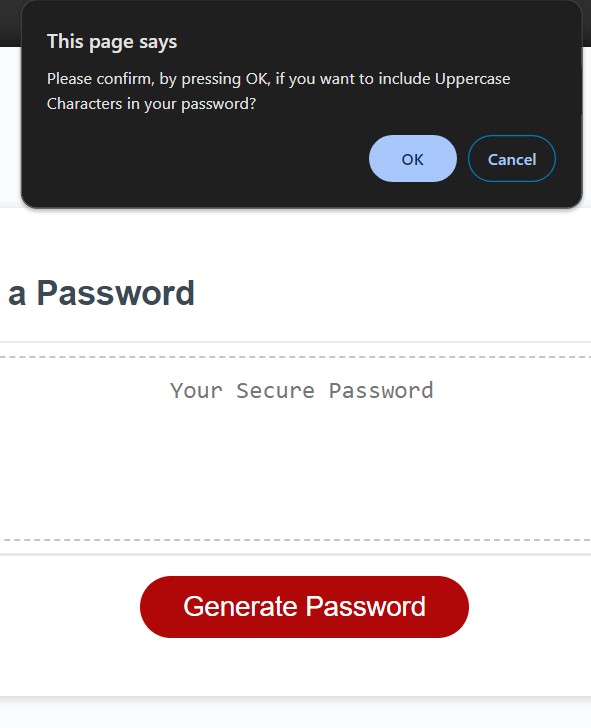 This page says
Please confirm, by pressing OK, if you want to include Uppercase
Characters in your password?
OK
Cancel
a Password
Your Secure Password
Generate Password